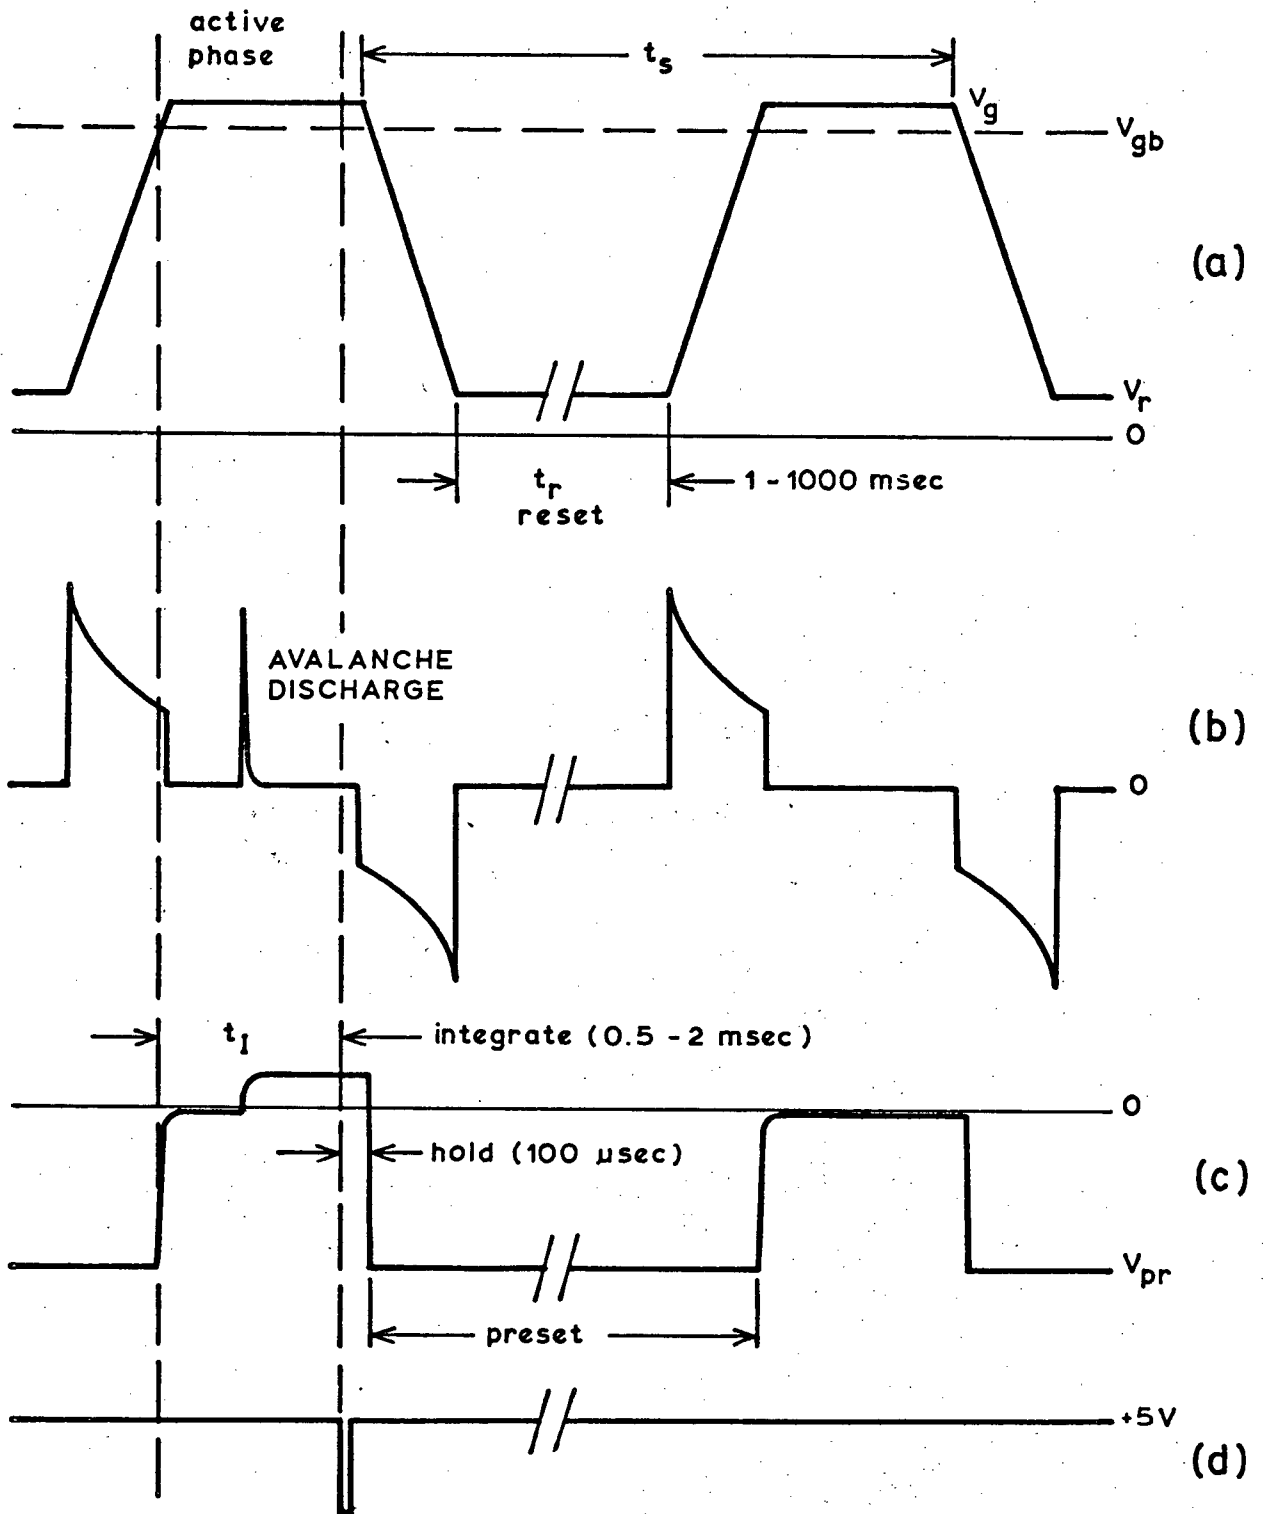 active
phase
t_s
V_g
V_gb
(a)
V_r
0
t_r
reset
1-1000 msec
AVALANCHE
DISCHARGE
(b)
0
t_I
integrate (0.5-2 msec)
0
hold (100 μsec)
(c)
V_pr
preset
+5V
(d)